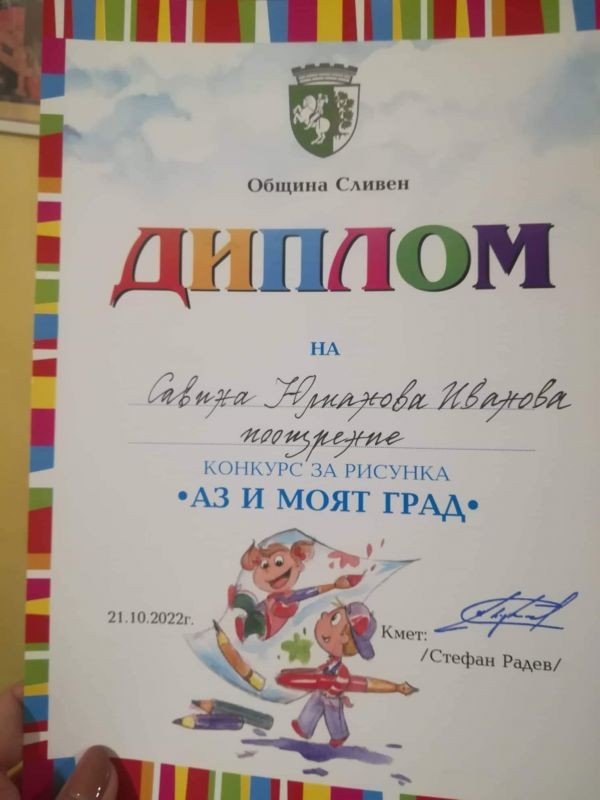 Община Сливен
ДИПЛОМ
НА
Савина Юлианова Иванова
поощрение
КОНКУРС ЗА РИСУНКА
•АЗ И МОЯТ ГРАД•
21.10.2022г.
Кмет:
/Стефан Радев/